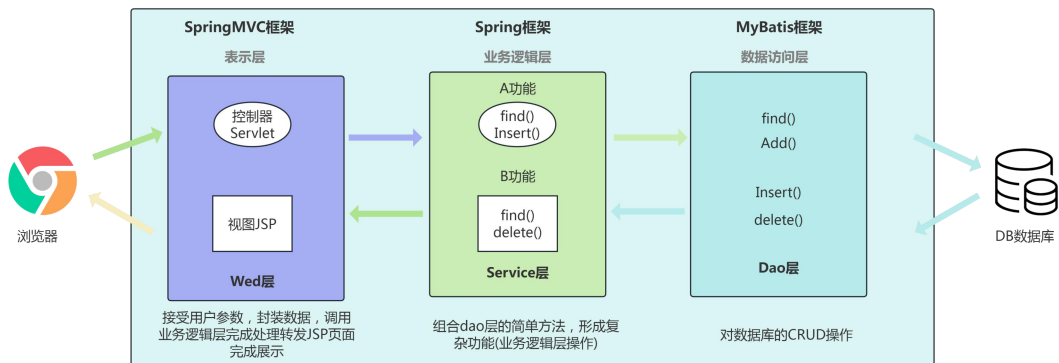 SpringMVC框架
表示层
控制器
Servlet
视图JSP
Wed层
接受用户参数，封装数据，调用
业务逻辑层完成处理转发JSP页面
完成展示
Spring框架
业务逻辑层
A功能
find()
Insert()
B功能
find()
delete()
Service层
组合dao层的简单方法，形成复
杂功能(业务逻辑层操作)
MyBatis框架
数据访问层
find()
Add()
Insert()
delete()
Dao层
对数据库的CRUD操作
浏览器
DB数据库